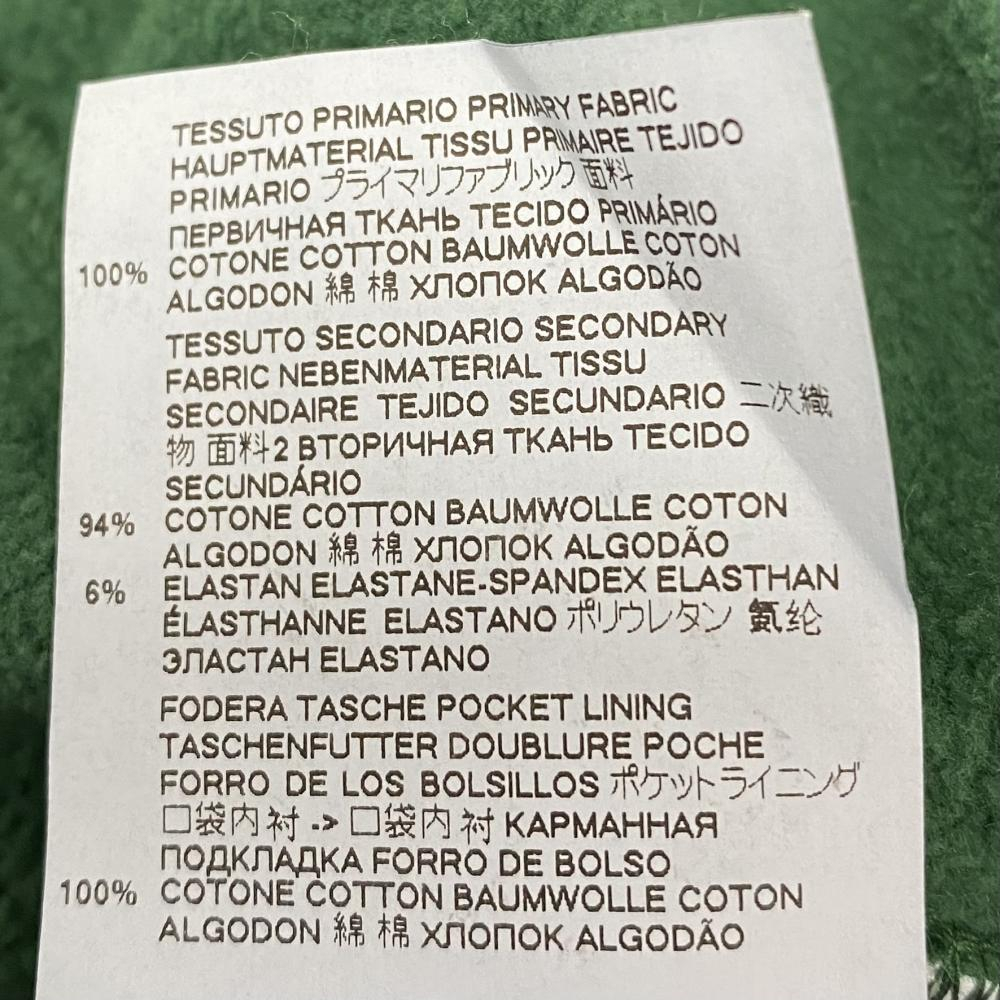 TESSUTO PRIMARIO PRIMARY FABRIC
HAUPTMATERIAL TISSU PRIMAIRE TEJIDO
PRIMARIO プライマリファブリック 面料
ПЕРВИЧНАЯ ТКАНЬ TECIDO PRIMÁRIO
100% COTONE COTTON BAUMWOLLE COTON
ALGODON 綿 棉 ХЛОПОК ALGODÃO
TESSUTO SECONDARIO SECONDARY
FABRIC NEBENMATERIAL TISSU
SECONDAIRE TEJIDO SECUNDARIO 二次織
物 面料2 ВТОРИЧНАЯ ТКАНЬ TECIDO
SECUNDÁRIO
94% COTONE COTTON BAUMWOLLE COTON
ALGODON 綿 棉 ХЛОПОК ALGODÃO
6% ELASTAN ELASTANE-SPANDEX ELASTHAN
ÉLASTHANNE ELASTANO ポリウレタン 氨纶
ЭЛАСТАН ELASTANO
FODERA TASCHE POCKET LINING
TASCHENFUTTER DOUBLURE POCHE
FORRO DE LOS BOLSILLOS ポケットライニング
口袋内衬 -> 口袋内衬 КАРМАННАЯ
ПОДКЛАДКА FORRO DE BOLSO
100% COTONE COTTON BAUMWOLLE COTON
ALGODON 綿 棉 ХЛОПОК ALGODÃO